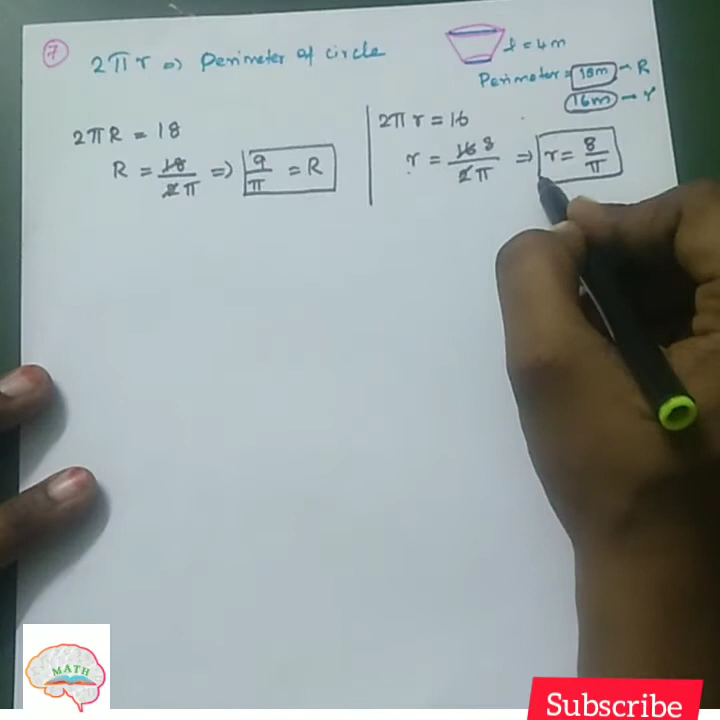 7
2πr ⇒ Perimeter of circle
l = 4m
Perimeter = 18m → R
16m → r
2πR = 18
R = 18/2π ⇒ 9/π = R
2πr = 16
r = 16 8/2π ⇒ r = 8/π
MATH
Subscribe